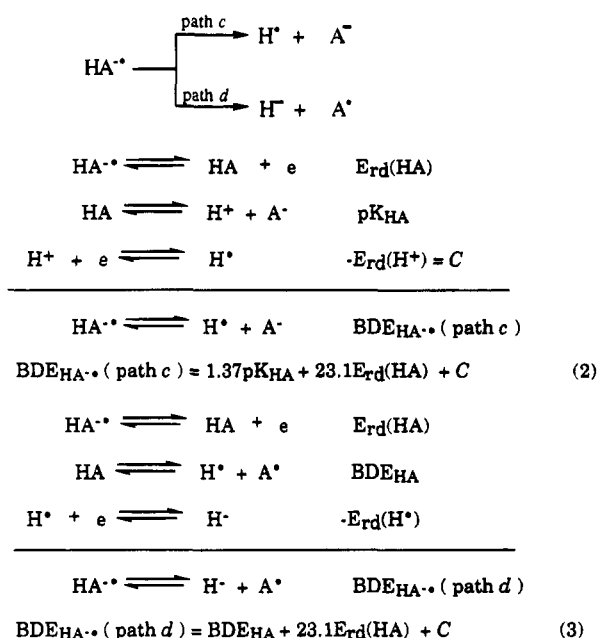 path c H• + A⁻
HA⁻•
path d H⁻ + A•
HA⁻• ⇌ HA + e Erd(HA)
HA ⇌ H⁺ + A⁻ pKHA
H⁺ + e ⇌ H• -Erd(H⁺) = C
HA⁻• ⇌ H• + A⁻ BDEHA⁻• (path c)
BDEHA⁻• (path c) = 1.37pKHA + 23.1Erd(HA) + C (2)
HA⁻• ⇌ HA + e Erd(HA)
HA ⇌ H• + A• BDEHA
H• + e ⇌ H⁻ -Erd(H•)
HA⁻• ⇌ H⁻ + A• BDEHA⁻• (path d)
BDEHA⁻• (path d) = BDEHA + 23.1Erd(HA) + C (3)